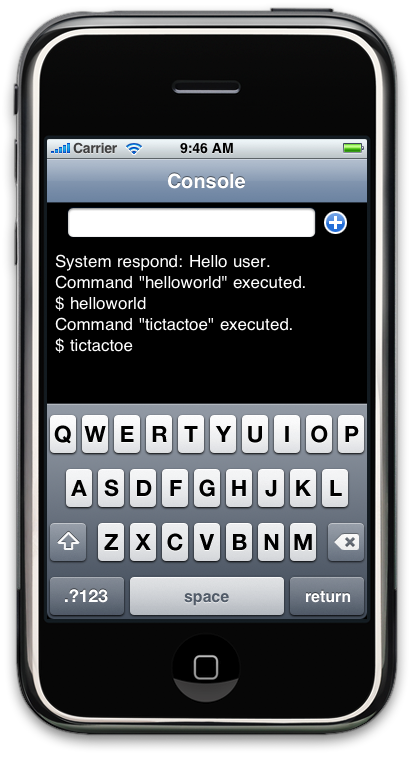 Carrier 9:46 AM
Console
System respond: Hello user.
Command "helloworld" executed.
$ helloworld
Command "tictactoe" executed.
$ tictactoe
Q W E R T Y U I O P
A S D F G H J K L
Z X C V B N M
.?123 space return